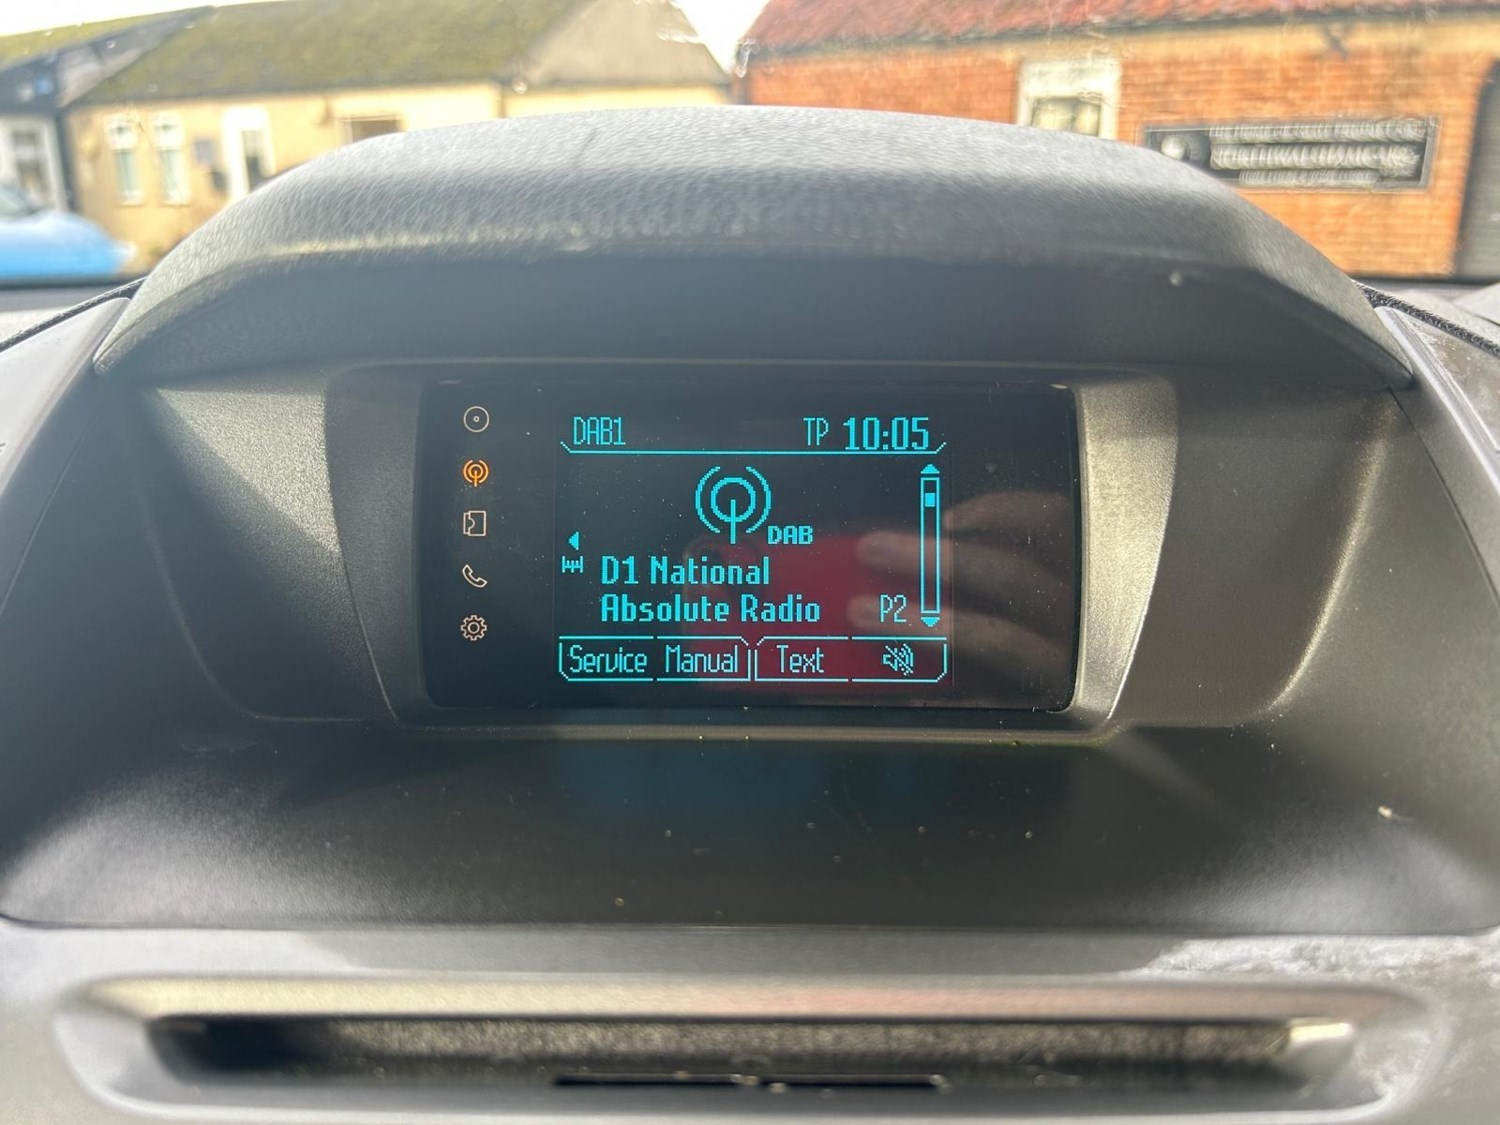 DAB1 TP 10:05
DAB
D1 National
Absolute Radio P2
Service Manual Text